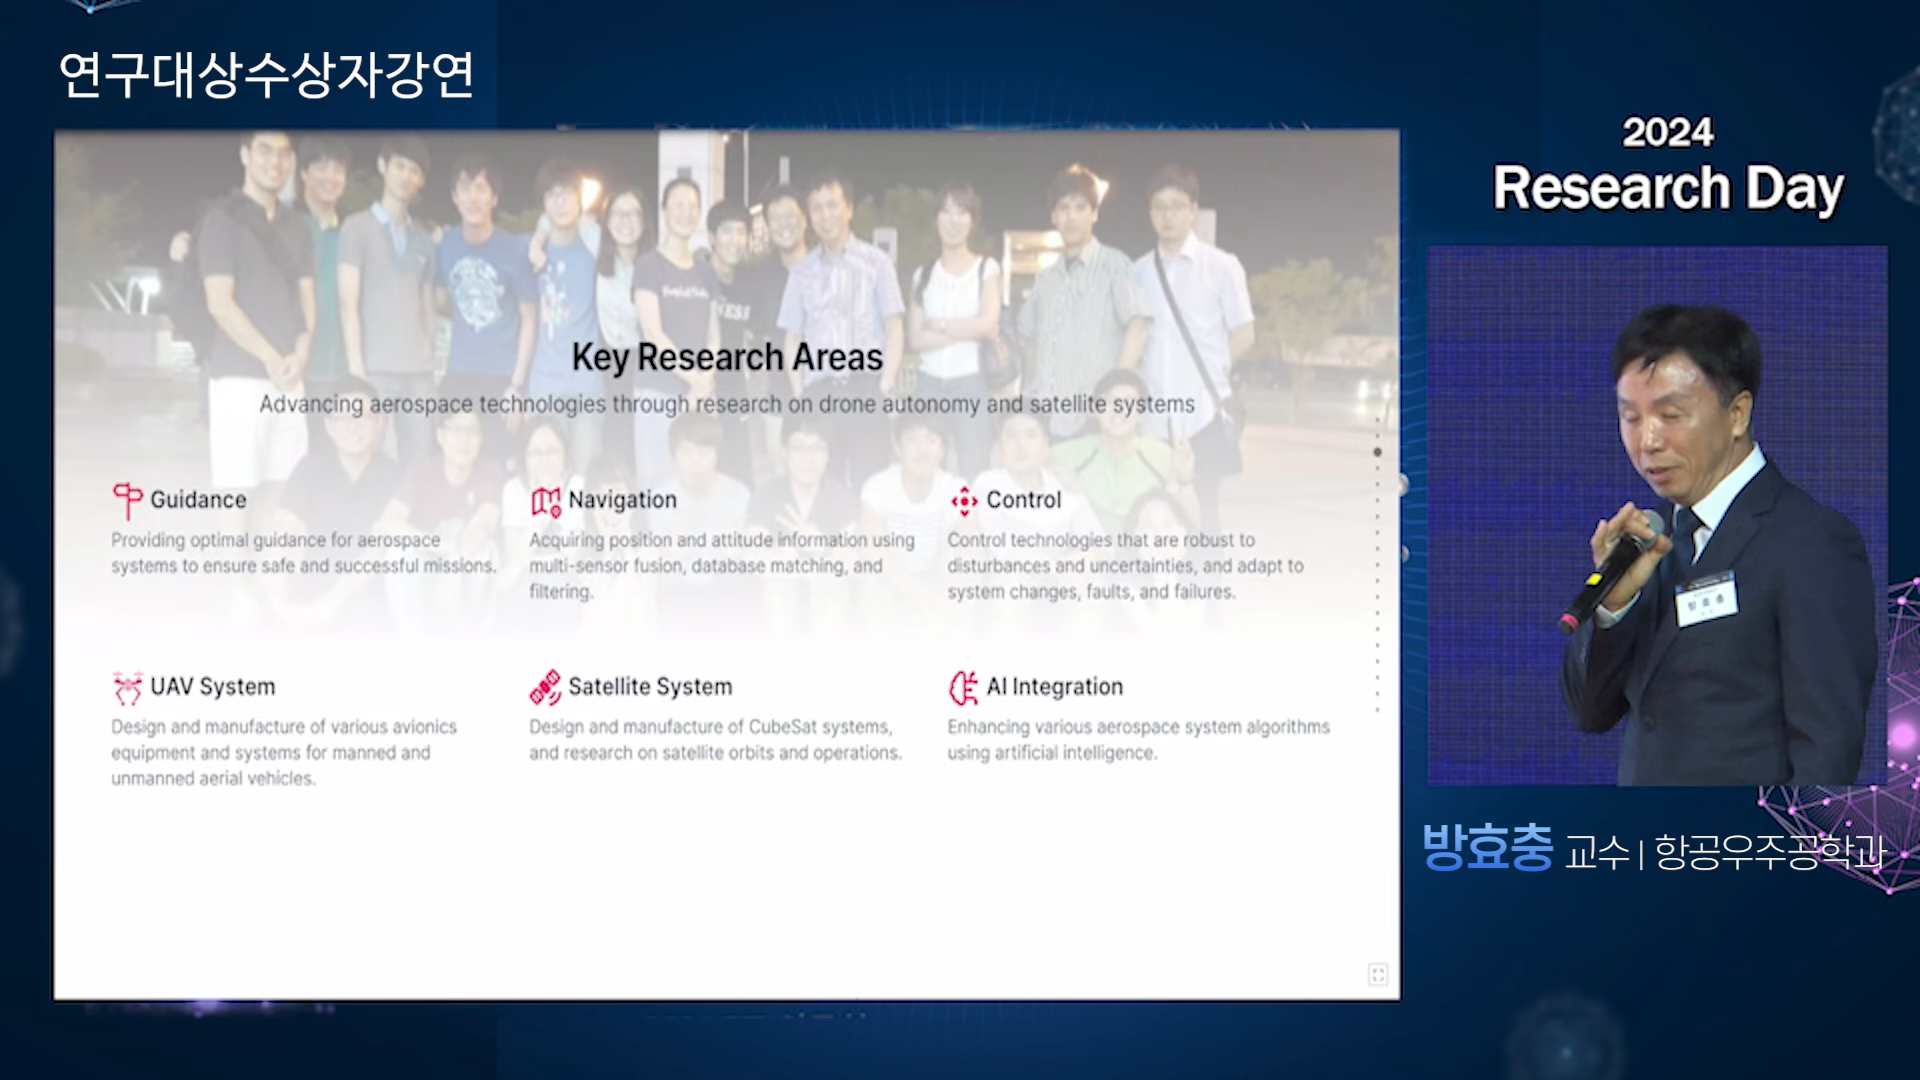 연구대상수상자강연
2024
Research Day
Key Research Areas
Advancing aerospace technologies through research on drone autonomy and satellite systems
Guidance
Providing optimal guidance for aerospace
systems to ensure safe and successful missions.
Navigation
Acquiring position and attitude information using
multi-sensor fusion, database matching, and
filtering.
Control
Control technologies that are robust to
disturbances and uncertainties, and adapt to
system changes, faults, and failures.
UAV System
Design and manufacture of various avionics
equipment and systems for manned and
unmanned aerial vehicles.
Satellite System
Design and manufacture of CubeSat systems,
and research on satellite orbits and operations.
AI Integration
Enhancing various aerospace system algorithms
using artificial intelligence.
방효충
방효충 교수 | 항공우주공학과